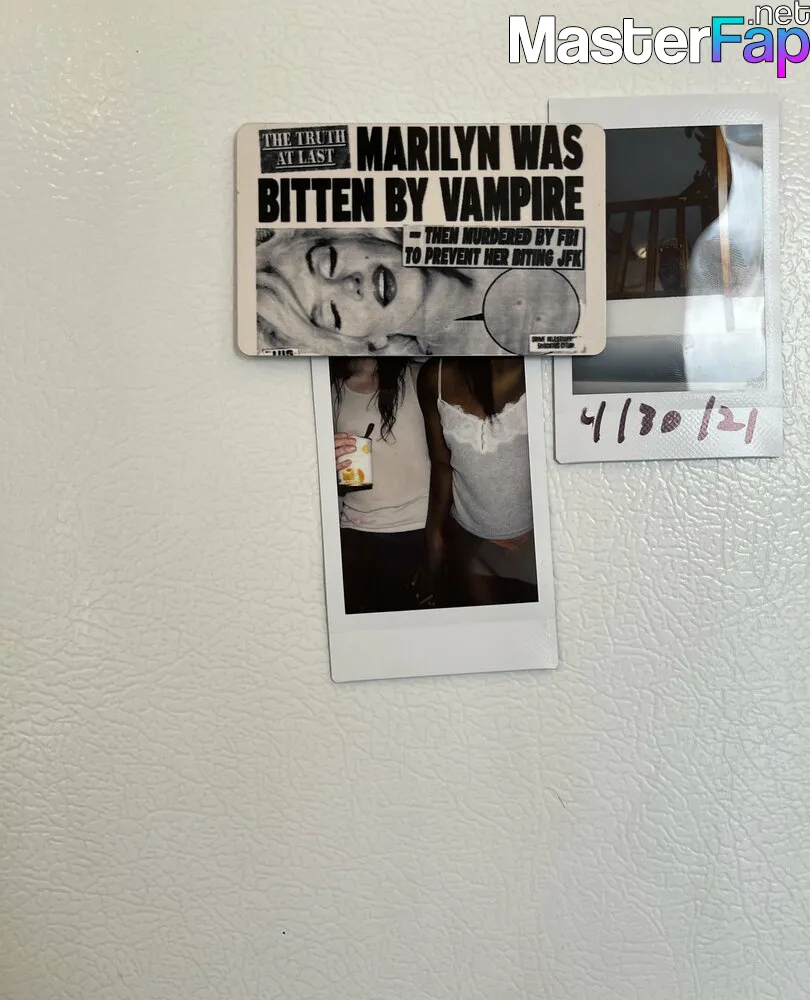 MasterFap.net
THE TRUTH
AT LAST
MARILYN WAS
BITTEN BY VAMPIRE
– THEN MURDERED BY FBI
TO PREVENT HER BITING JFK
4/30/21